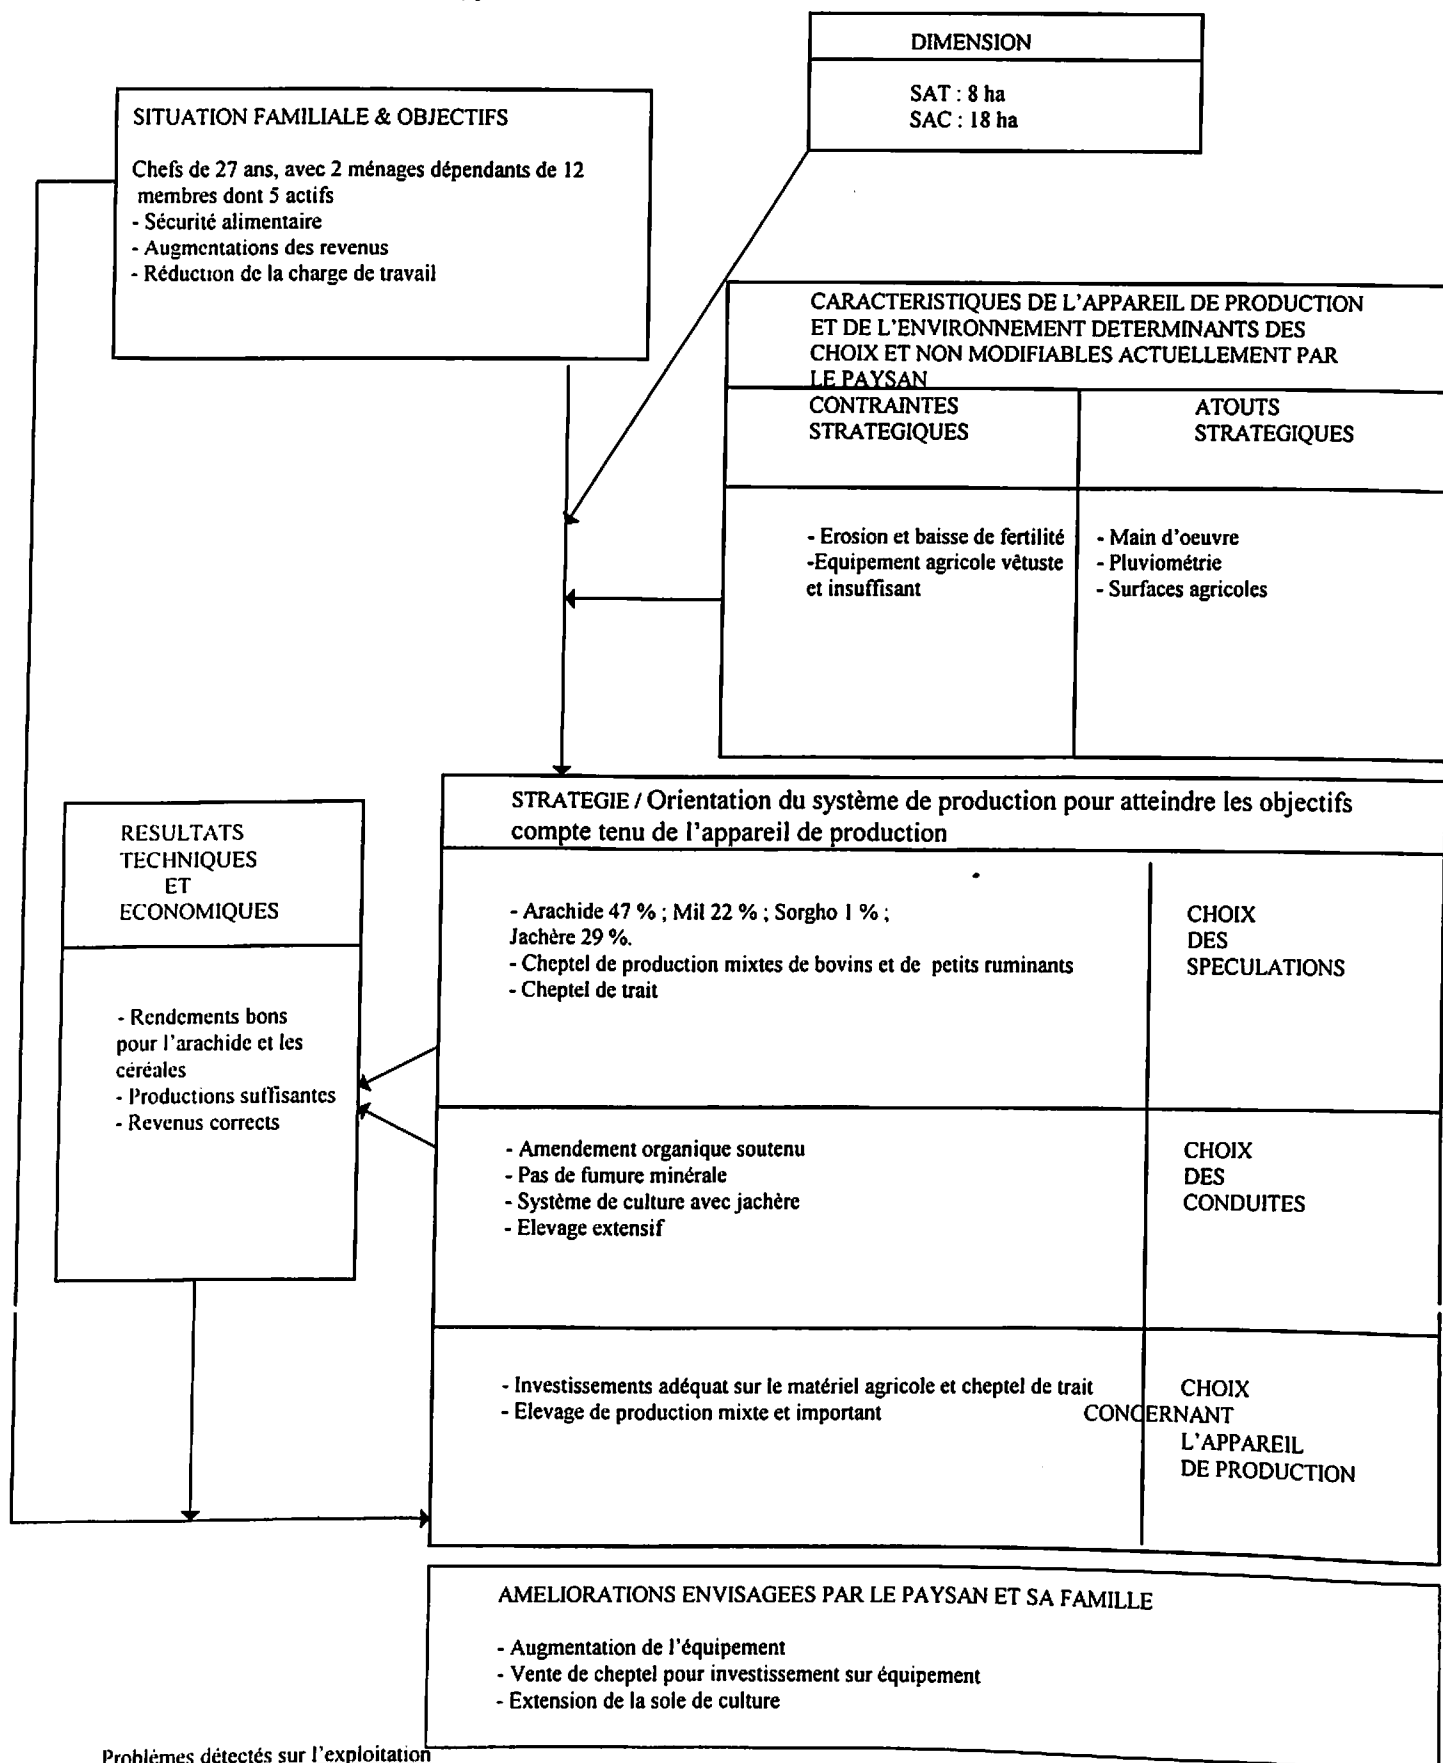 DIMENSION
SAT : 8 ha
SAC : 18 ha
SITUATION FAMILIALE & OBJECTIFS
Chefs de 27 ans, avec 2 ménages dépendants de 12
membres dont 5 actifs
- Sécurité alimentaire
- Augmentations des revenus
- Réduction de la charge de travail
CARACTERISTIQUES DE L'APPAREIL DE PRODUCTION
ET DE L'ENVIRONNEMENT DETERMINANTS DES
CHOIX ET NON MODIFIABLES ACTUELLEMENT PAR
LE PAYSAN
CONTRAINTES
STRATEGIQUES
ATOUTS
STRATEGIQUES
- Erosion et baisse de fertilité
-Equipement agricole vètuste
et insuffisant
- Main d'oeuvre
- Pluviométrie
- Surfaces agricoles
STRATEGIE / Orientation du système de production pour atteindre les objectifs
compte tenu de l'appareil de production
RESULTATS
TECHNIQUES
ET
ECONOMIQUES
- Rendements bons
pour l'arachide et les
céréales
- Productions suffisantes
- Revenus corrects
- Arachide 47 % ; Mil 22 % ; Sorgho 1 % ;
Jachère 29 %.
- Cheptel de production mixtes de bovins et de petits ruminants
- Cheptel de trait
CHOIX
DES
SPECULATIONS
- Amendement organique soutenu
- Pas de fumure minérale
- Système de culture avec jachère
- Elevage extensif
CHOIX
DES
CONDUITES
- Investissements adéquat sur le matériel agricole et cheptel de trait
- Elevage de production mixte et important
CHOIX
CONCERNANT
L'APPAREIL
DE PRODUCTION
AMELIORATIONS ENVISAGEES PAR LE PAYSAN ET SA FAMILLE
- Augmentation de l'équipement
- Vente de cheptel pour investissement sur équipement
- Extension de la sole de culture
Problèmes détectés sur l'exploitation